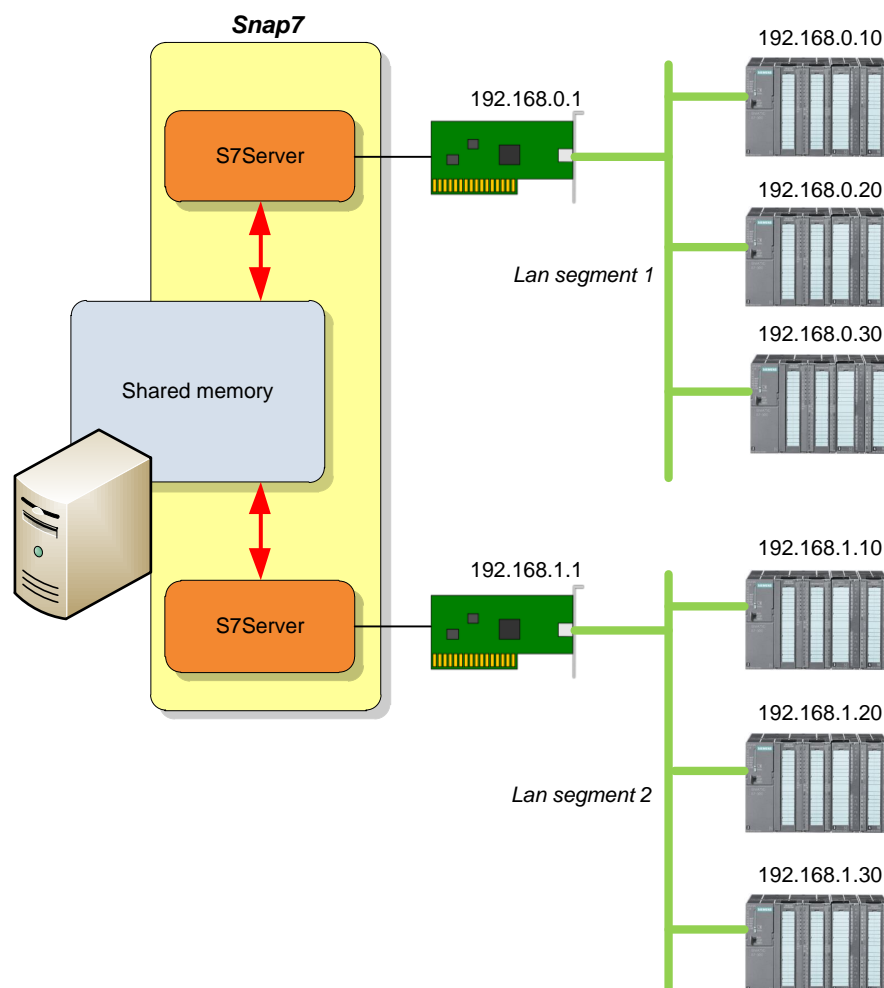 Snap7
192.168.0.10
192.168.0.1
S7Server
192.168.0.20
Lan segment 1
192.168.0.30
Shared memory
192.168.1.10
192.168.1.1
S7Server
192.168.1.20
Lan segment 2
192.168.1.30